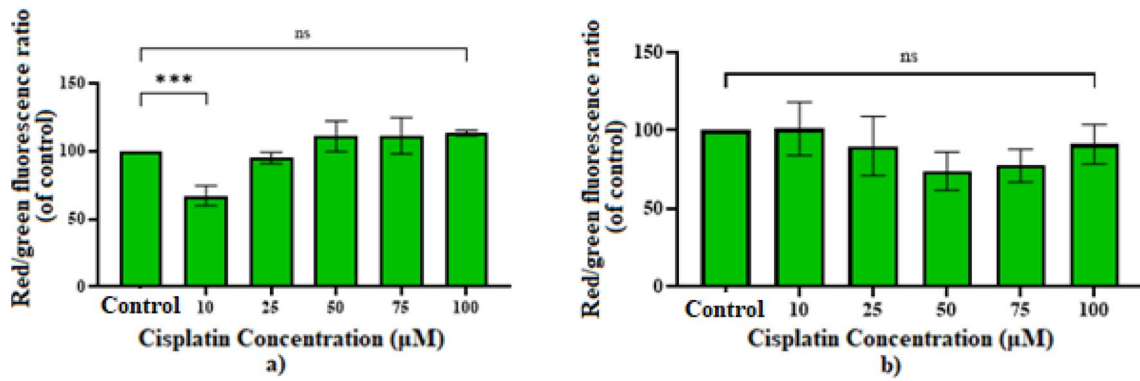 ns
***
150
100
50
0
Red/green fluorescence ratio
(of control)
Control 10 25 50 75 100
Cisplatin Concentration (μM)
a)
ns
150
100
50
0
Red/green fluorescence ratio
(of control)
Control 10 25 50 75 100
Cisplatin Concentration (μM)
b)